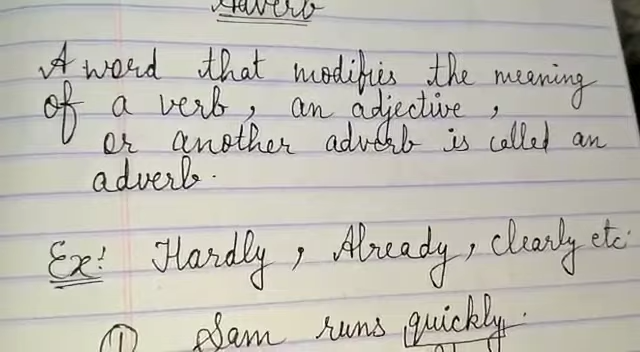 Adverb
A word that modifies the meaning
of a verb, an adjective,
or another adverb is called an
adverb.
Ex: Hardly, Already, clearly etc.
① Sam runs quickly.